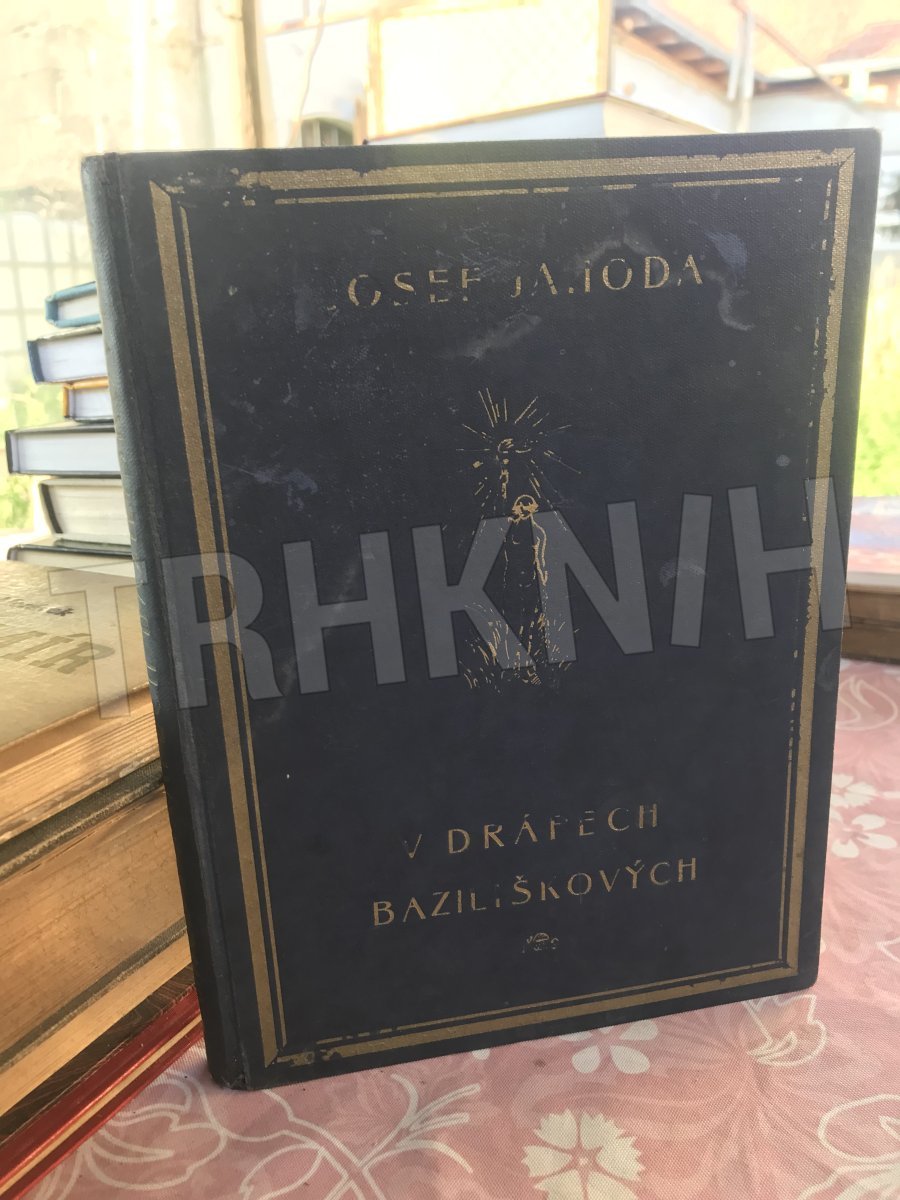 JOSEF JAHODA
TRHKNIH
V DRÁPECH
BAZILIŠKOVÝCH